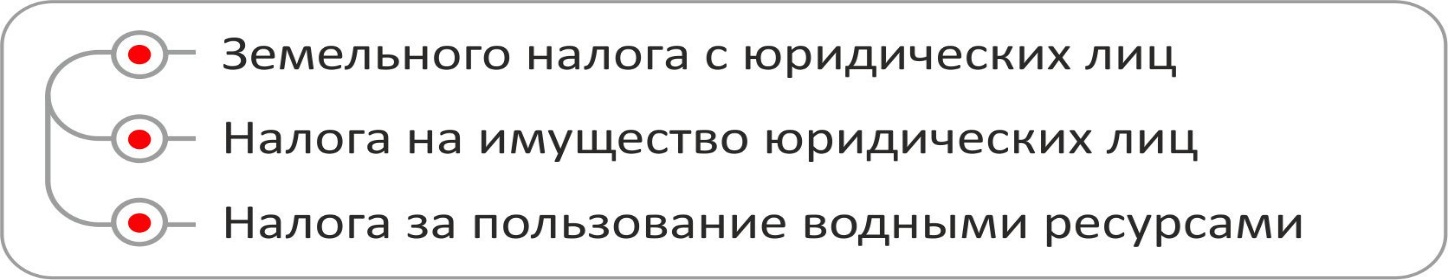 Земельного налога с юридических лиц
Налога на имущество юридических лиц
Налога за пользование водными ресурсами